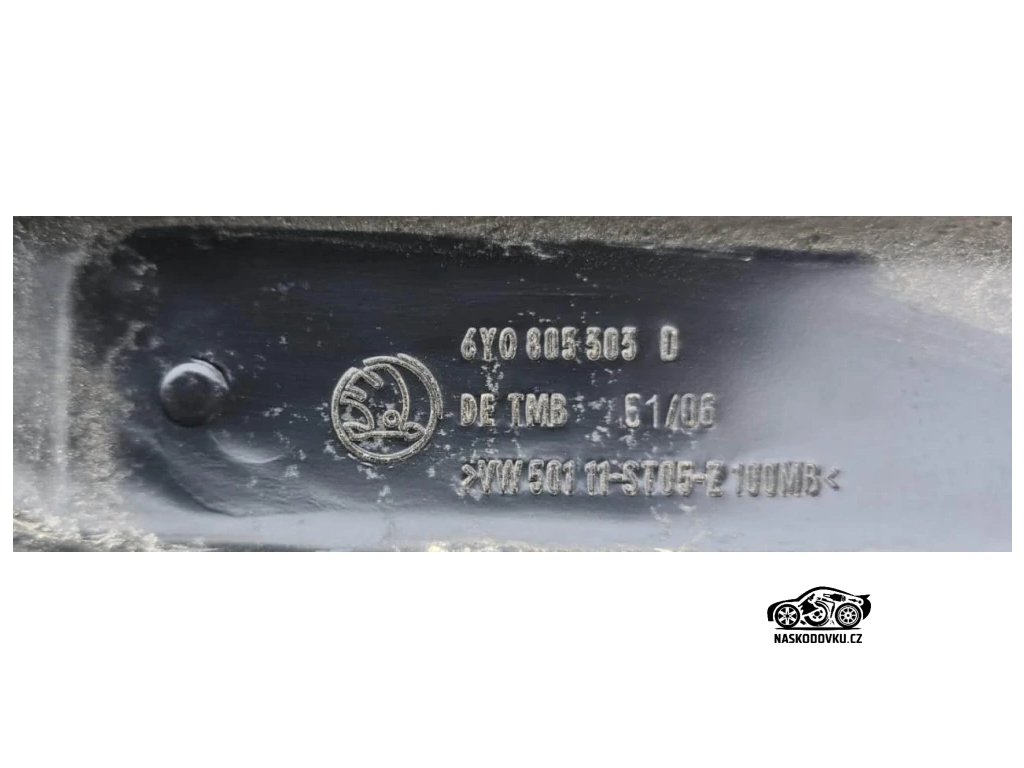 6Y0 805 303 D
DE TMB 51/06
>VW 501 11-ST05-Z 100MB<
NASKODOVKU.CZ